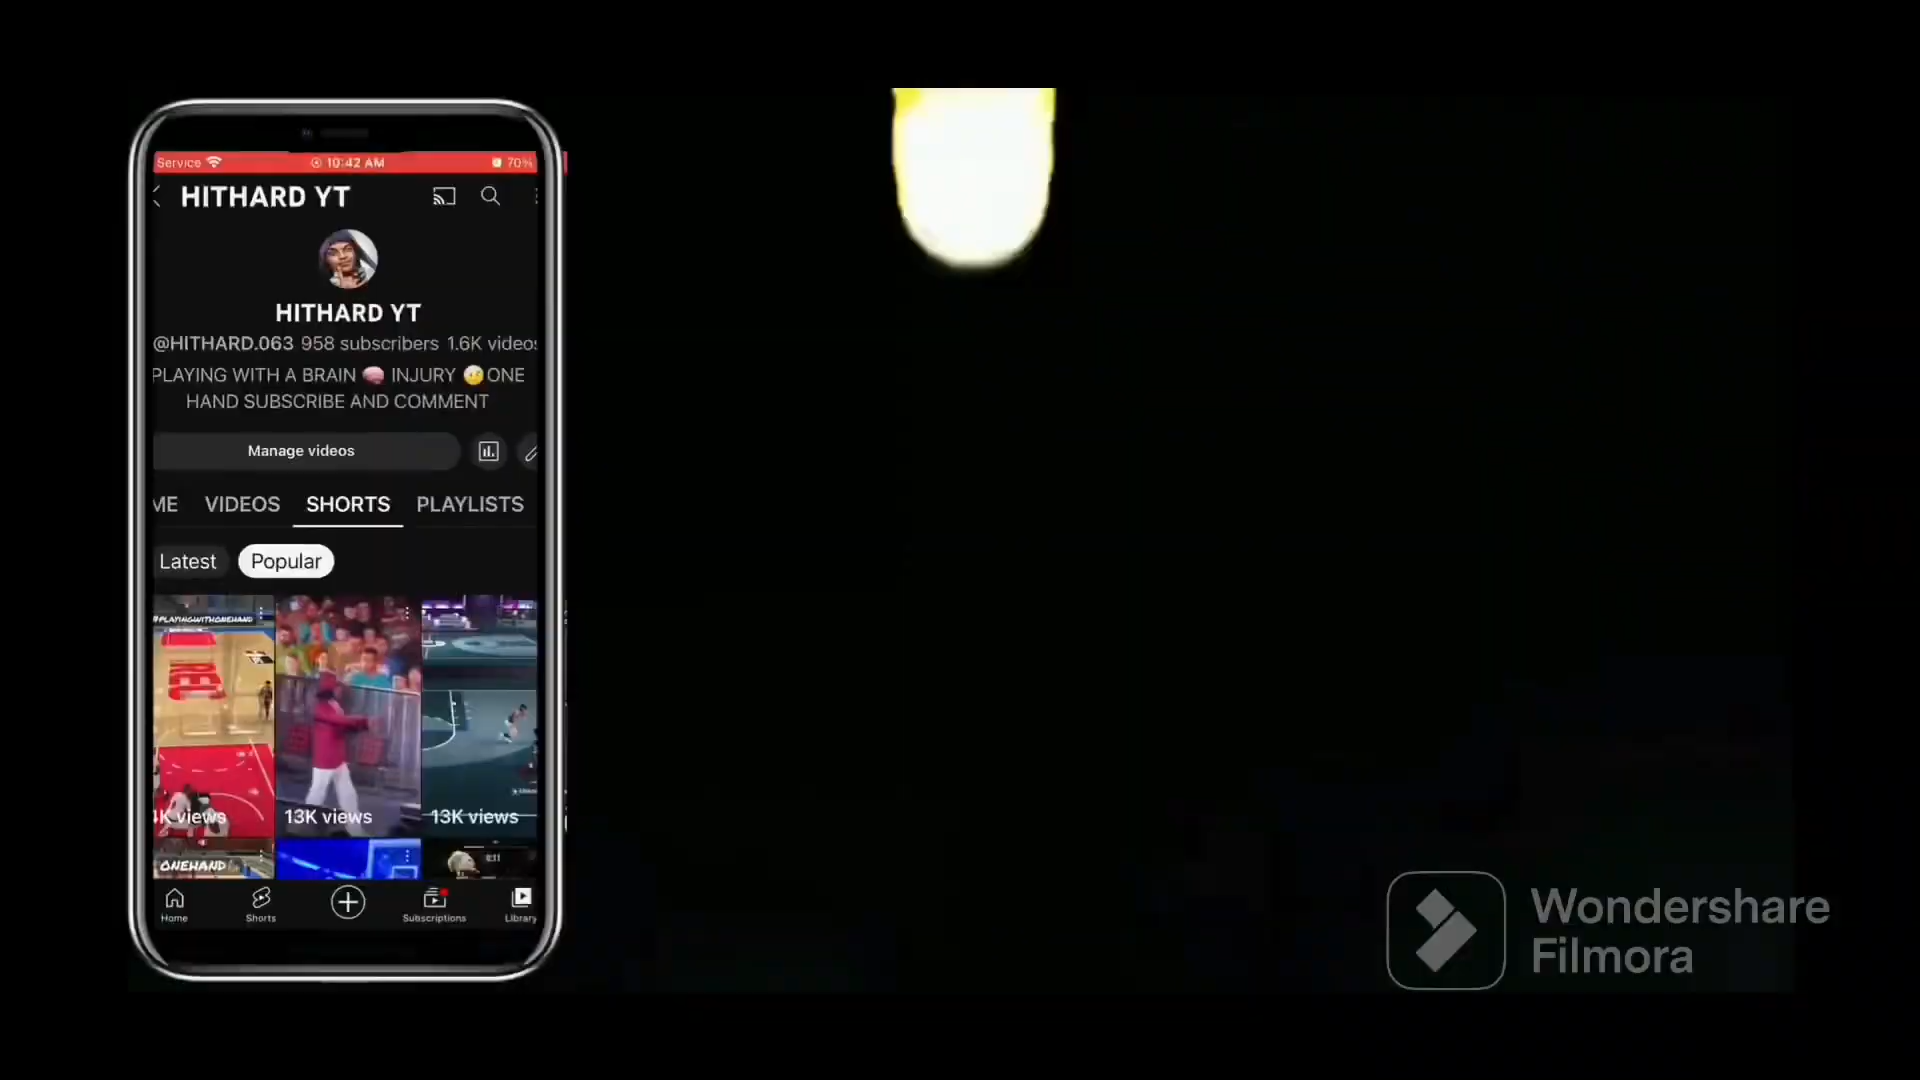 Service 10:42 AM 70%
HITHARD YT
HITHARD YT
@HITHARD.063 958 subscribers 1.6K videos
PLAYING WITH A BRAIN 🧠 INJURY 🤕ONE
HAND SUBSCRIBE AND COMMENT
Manage videos
ME VIDEOS SHORTS PLAYLISTS
Latest Popular
#PLAYINGWITHONEHAND
4K views 13K views 13K views
ONEHAND
Home Shorts Subscriptions Library
Wondershare
Filmora